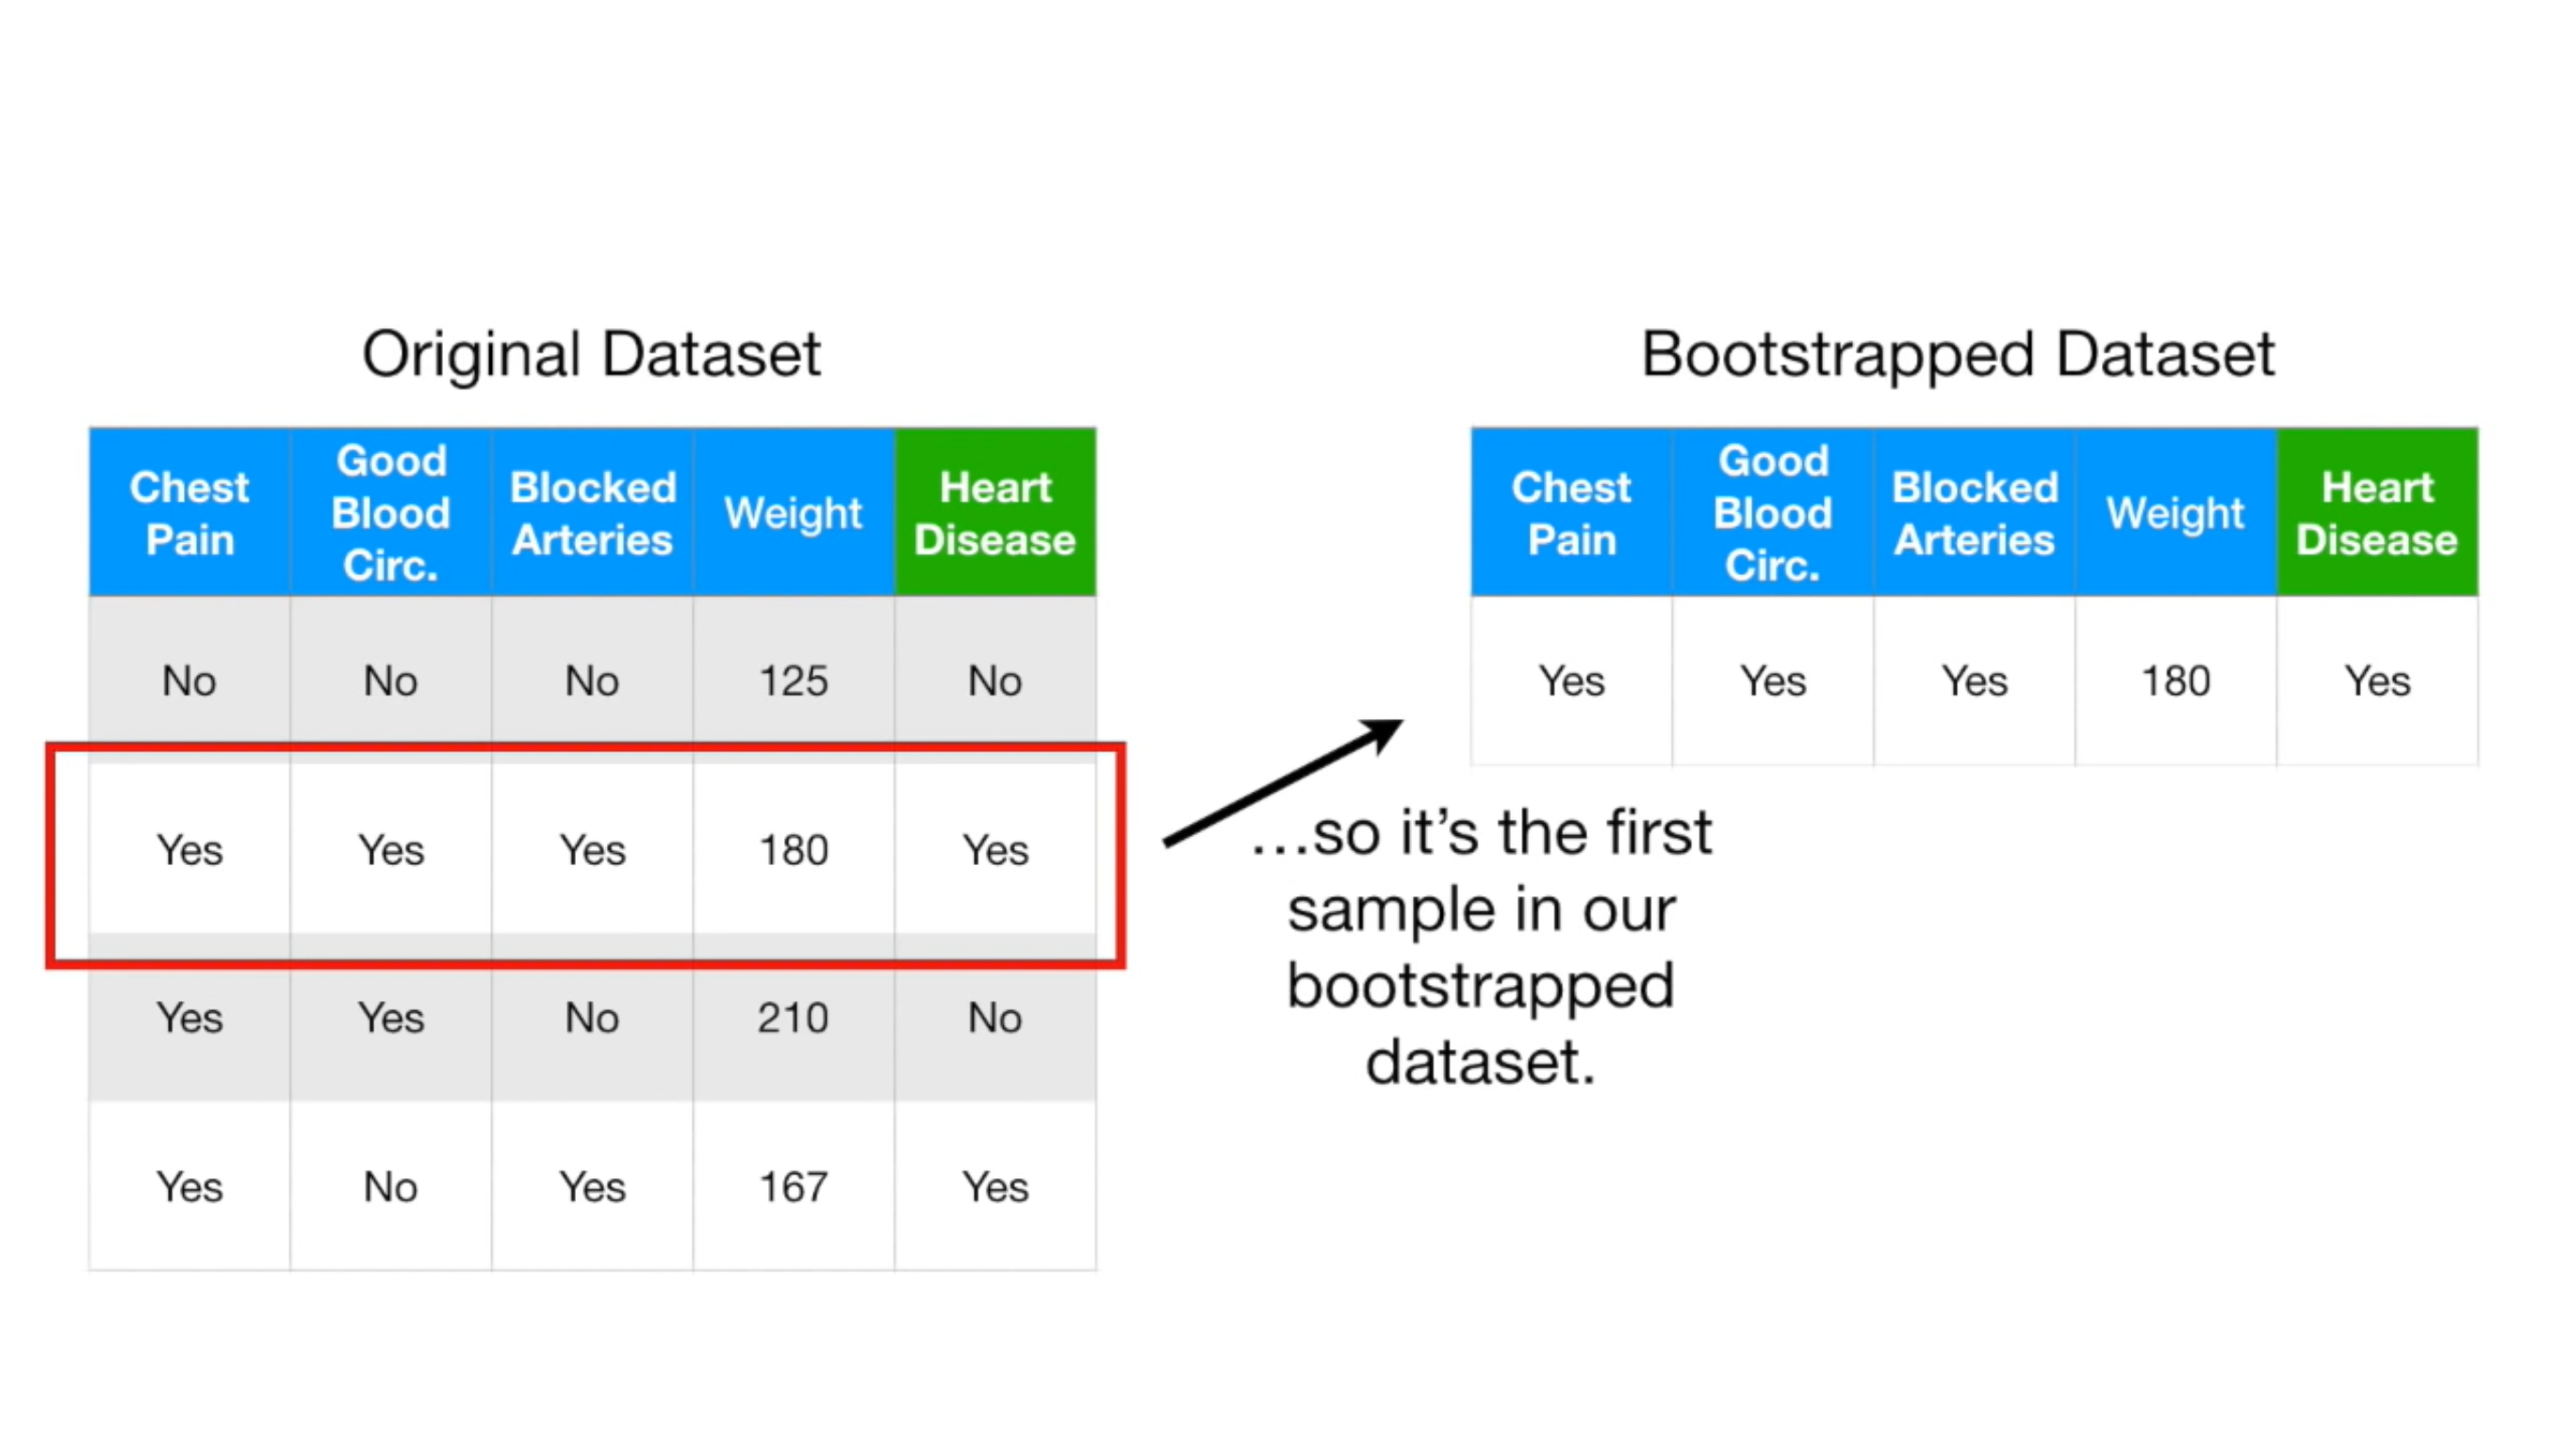 Original Dataset
Chest Pain
Good Blood Circ.
Blocked Arteries
Weight
Heart Disease
No No No 125 No
Yes Yes Yes 180 Yes
Yes Yes No 210 No
Yes No Yes 167 Yes
…so it’s the first
sample in our
bootstrapped
dataset.
Bootstrapped Dataset
Chest Pain
Good Blood Circ.
Blocked Arteries
Weight
Heart Disease
Yes Yes Yes 180 Yes